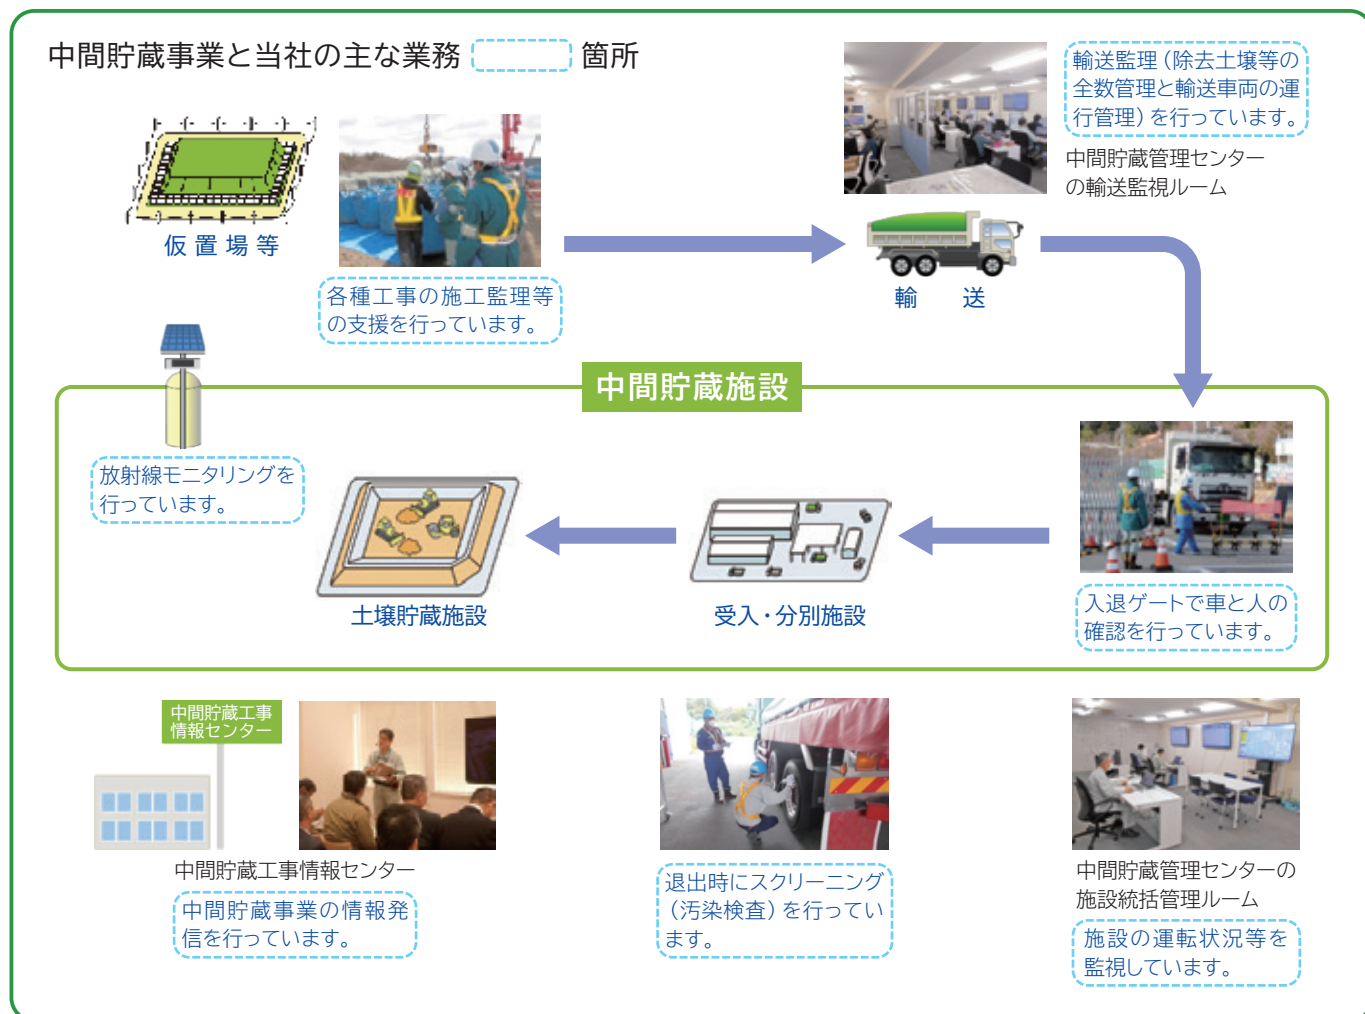 中間貯蔵事業と当社の主な業務 箇所
輸送監理（除去土壌等の
全数管理と輸送車両の運
行管理）を行っています。
中間貯蔵管理センター
の輸送監視ルーム
仮置場等
各種工事の施工監理等
の支援を行っています。
輸送
中間貯蔵施設
放射線モニタリングを
行っています。
土壌貯蔵施設
受入・分別施設
入退ゲートで車と人の
確認を行っています。
中間貯蔵工事
情報センター
中間貯蔵工事情報センター
中間貯蔵事業の情報発
信を行っています。
退出時にスクリーニング
（汚染検査）を行ってい
ます。
中間貯蔵管理センターの
施設統括管理ルーム
施設の運転状況等を
監視しています。